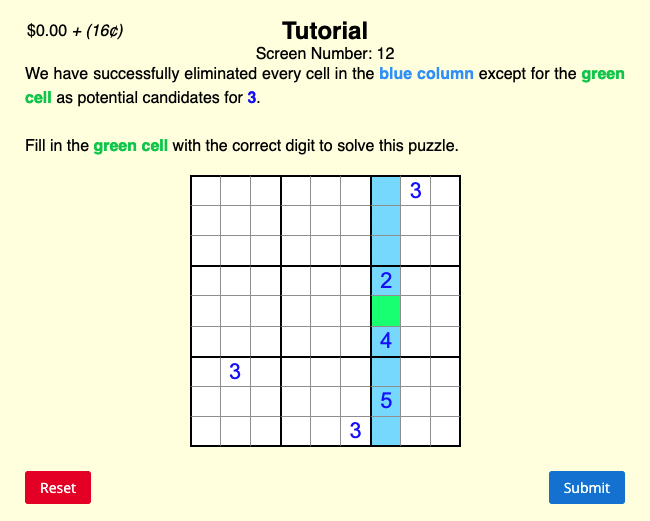 $0.00 + (16¢)
Tutorial
Screen Number: 12
We have successfully eliminated every cell in the blue column except for the green
cell as potential candidates for 3.
Fill in the green cell with the correct digit to solve this puzzle.
3
2
4
3
5
3
Reset
Submit